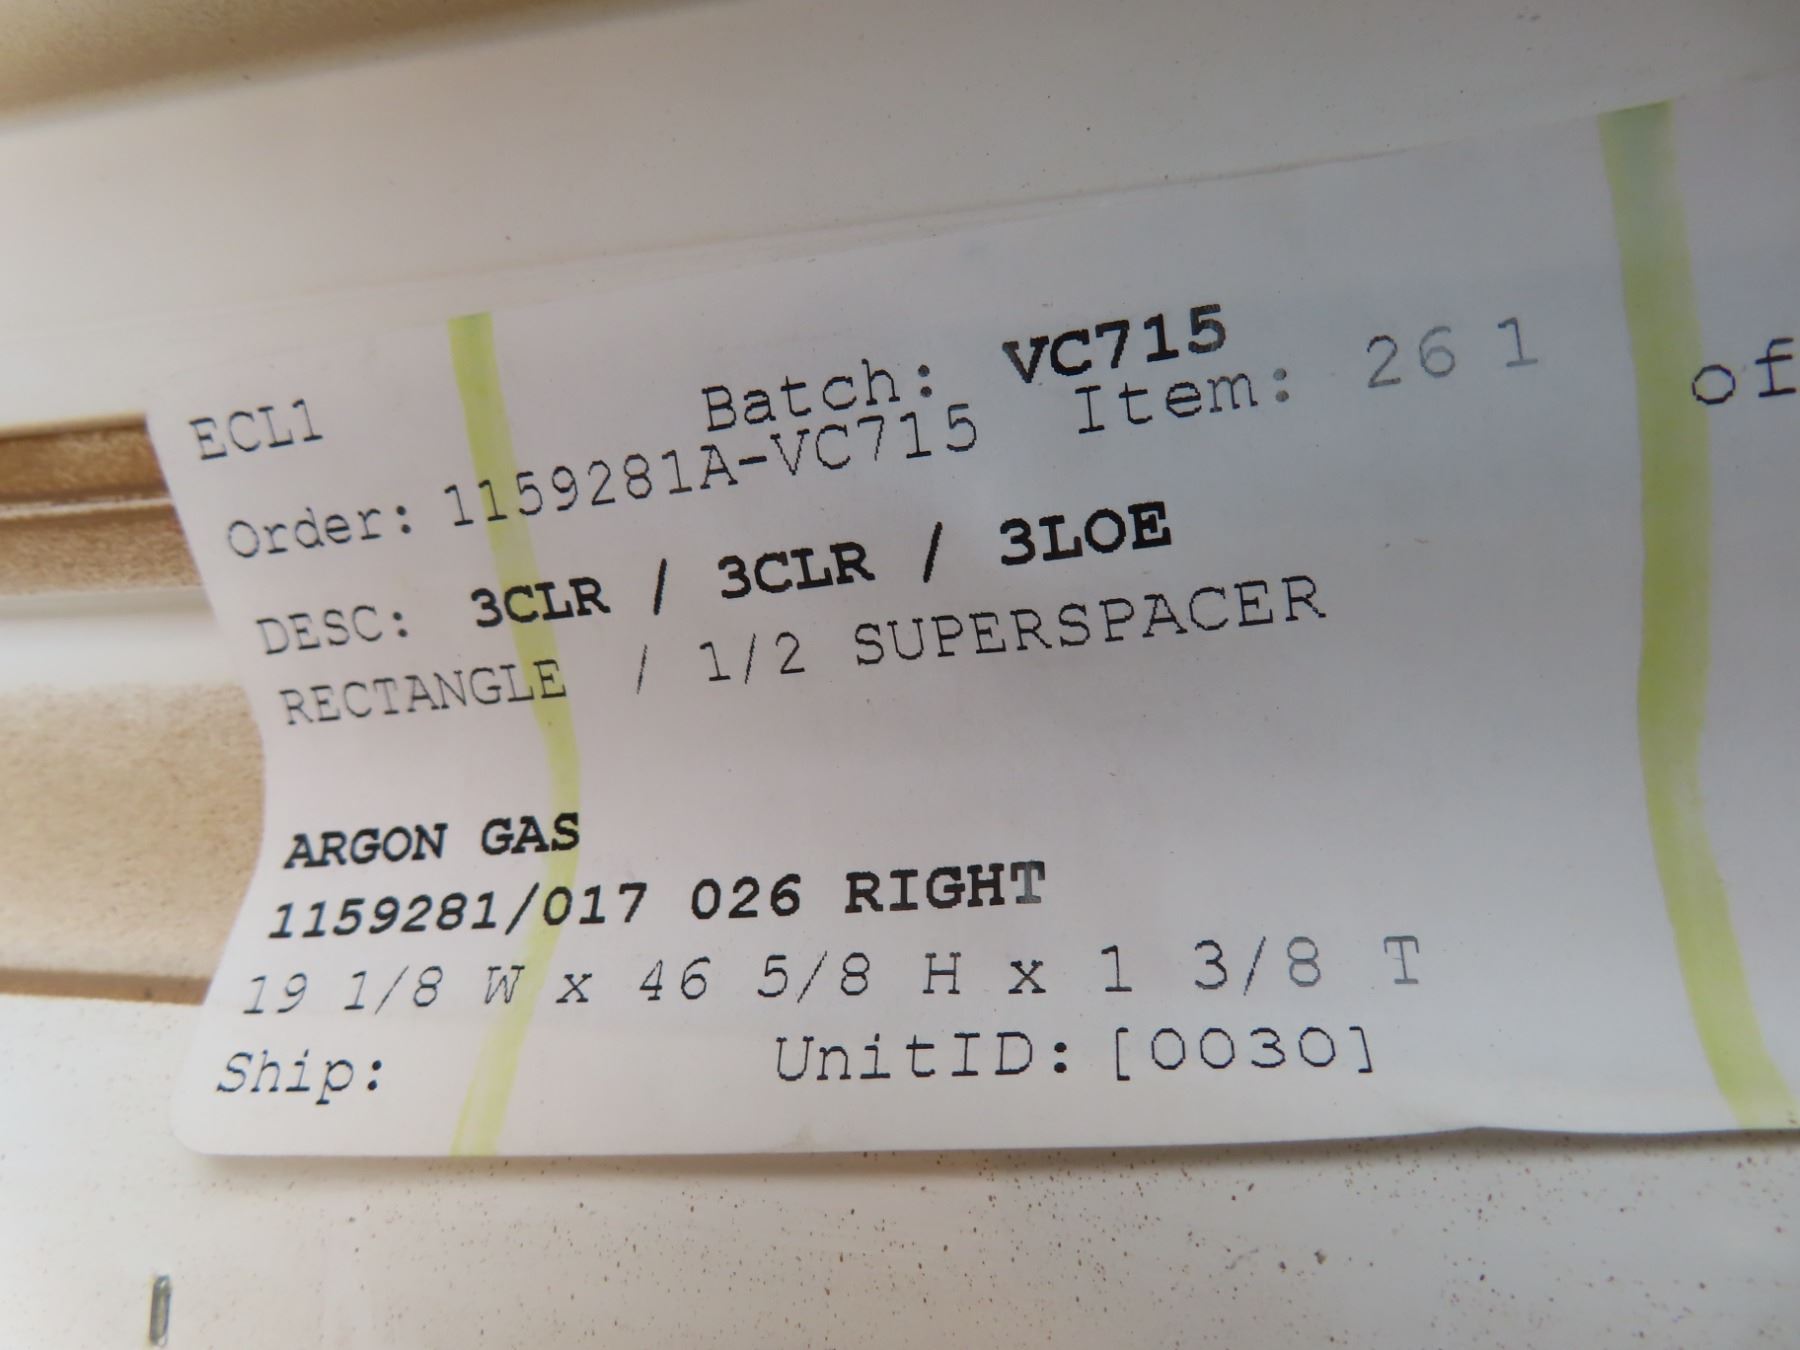 ECL1 Batch: VC715
Order: 1159281A-VC715 Item: 26 1 of
DESC: 3CLR / 3CLR / 3LOE
RECTANGLE / 1/2 SUPERSPACER
ARGON GAS
1159281/017 026 RIGHT
19 1/8 W x 46 5/8 H x 1 3/8 T
Ship: UnitID: [0030]